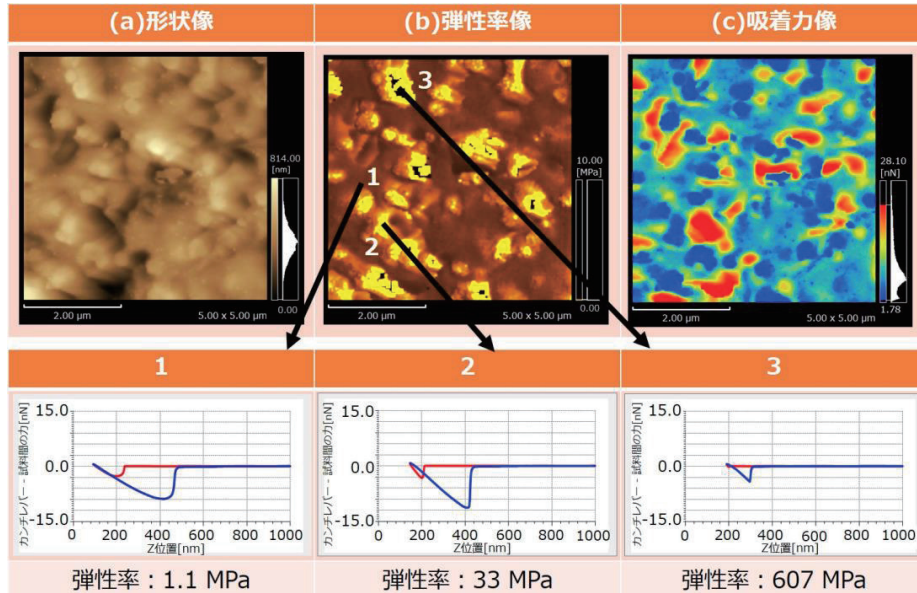 (a)形状像
(b)弾性率像
(c)吸着力像
814.00
[nm]
0.00
2.00 μm
5.00 x 5.00 μm
1
2
3
10.00
[MPa]
0.00
2.00 μm
5.00 x 5.00 μm
28.10
[nN]
1.78
2.00 μm
5.00 x 5.00 μm
1
2
3
カンチレバー - 試料間の力[nN]
15.0
0.0
-15.0
0
200
400
600
800
1000
Z位置[nm]
カンチレバー - 試料間の力[nN]
15.0
0.0
-15.0
0
200
400
600
800
1000
Z位置[nm]
カンチレバー - 試料間の力[nN]
15.0
0.0
-15.0
0
200
400
600
800
1000
Z位置[nm]
弾性率:1.1 MPa
弾性率:33 MPa
弾性率:607 MPa